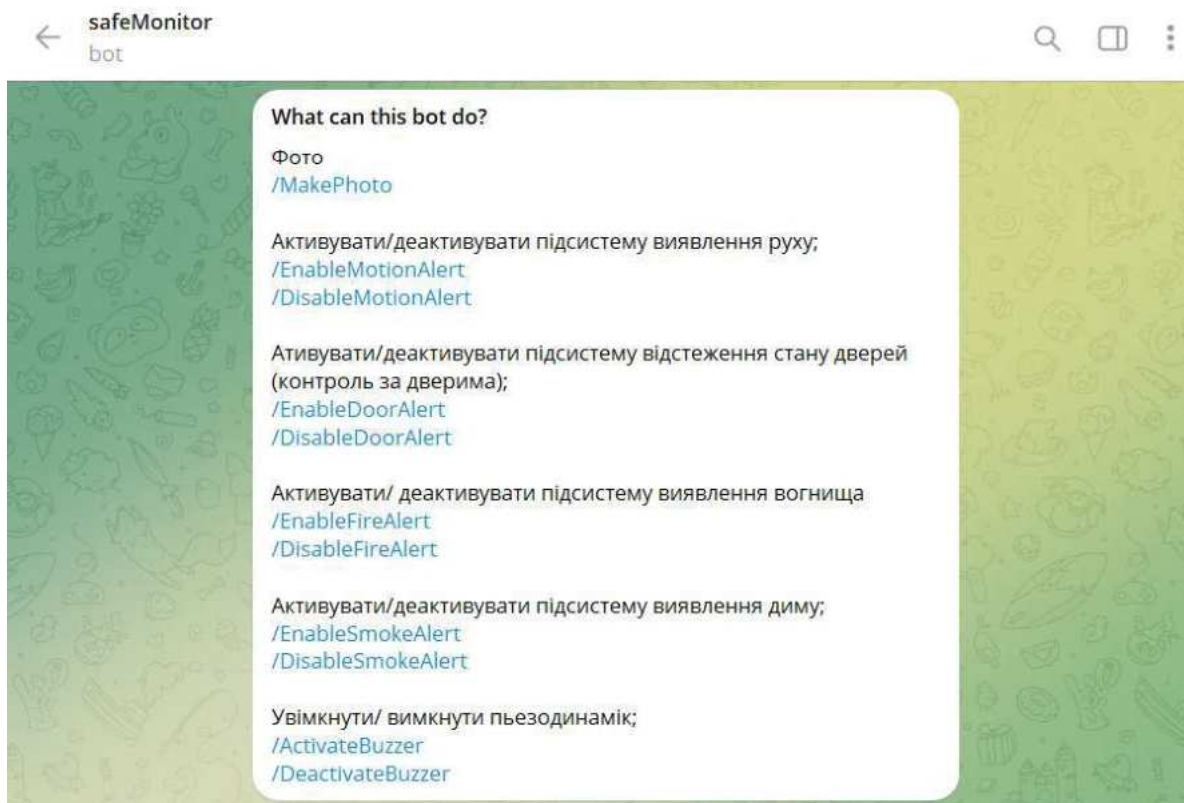 safeMonitor
bot
What can this bot do?
Фото
/MakePhoto
Активувати/деактивувати підсистему виявлення руху;
/EnableMotionAlert
/DisableMotionAlert
Ативувати/деактивувати підсистему відстеження стану дверей
(контроль за дверима);
/EnableDoorAlert
/DisableDoorAlert
Активувати/ деактивувати підсистему виявлення вогнища
/EnableFireAlert
/DisableFireAlert
Активувати/деактивувати підсистему виявлення диму;
/EnableSmokeAlert
/DisableSmokeAlert
Увімкнути/ вимкнути пьезодинамік;
/ActivateBuzzer
/DeactivateBuzzer